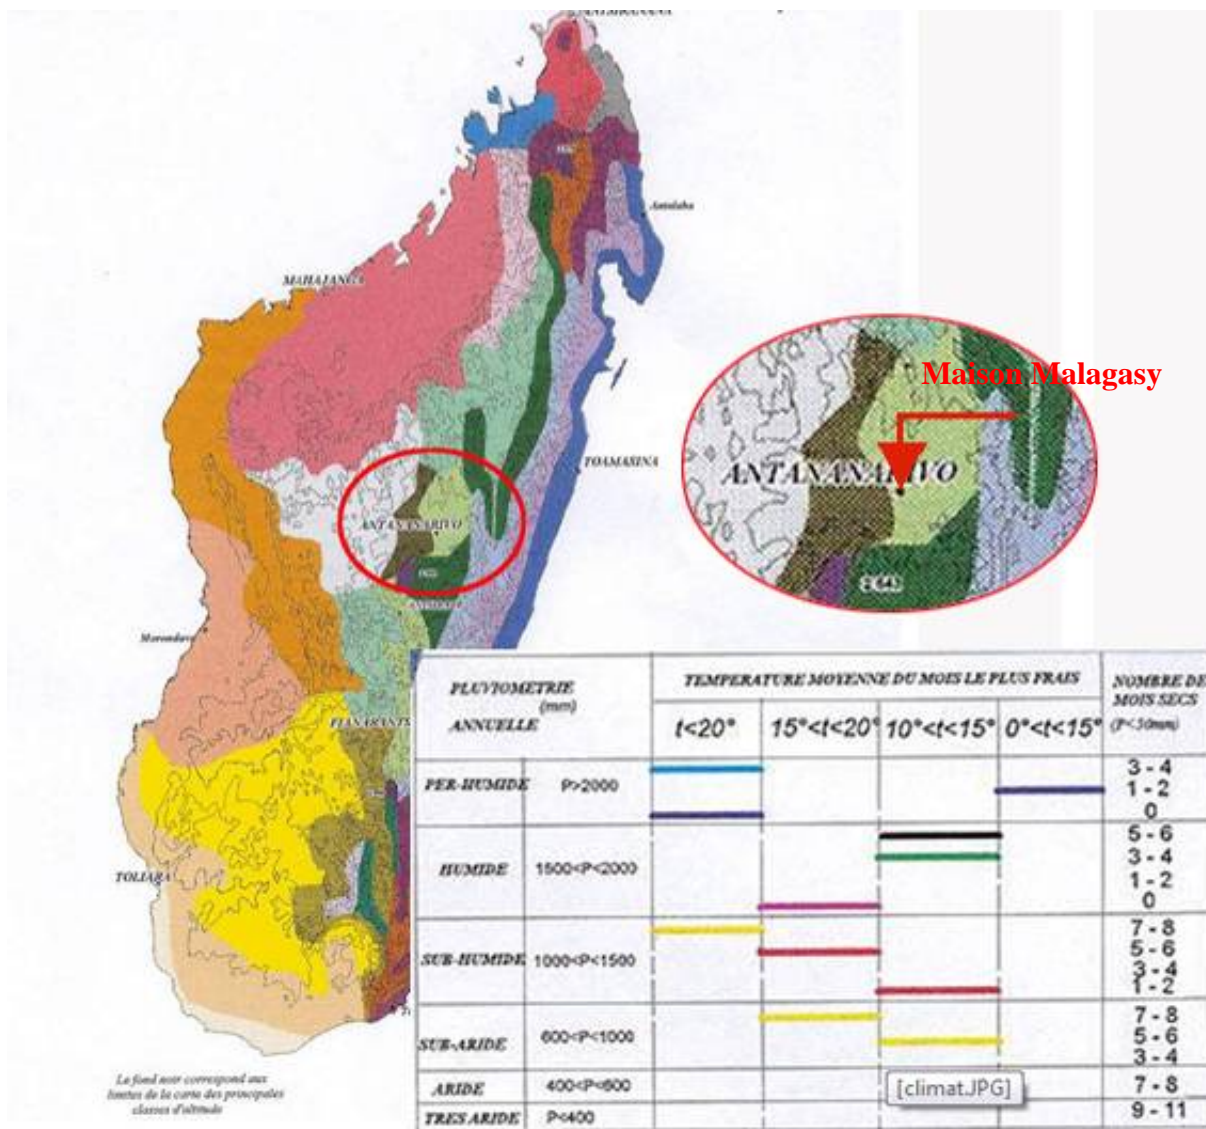 MAHAJANGA
Antalaha
Maison Malagasy
ANTANANARIVO
TOAMASINA
ANTANANARIVO
Morondava
TOLIARA
PLUVIOMETRIE
(mm)
ANNUELLE
TEMPERATURE MOYENNE DU MOIS LE PLUS FRAIS
NOMBRE DE
MOIS SECS
t<20° 15°<t<20° 10°<t<15° 0°<t<15°
PER-HUMIDE P>2000
3 - 4
1 - 2
0
HUMIDE 1500<P<2000
5 - 6
3 - 4
1 - 2
0
SUB-HUMIDE 1000<P<1500
7 - 8
5 - 6
3 - 4
1 - 2
SUB-ARIDE 600<P<1000
7 - 8
5 - 6
3 - 4
ARIDE 400<P<600 7 - 8
TRES ARIDE P<400 9 - 11
[climat.JPG]
Le fond noir correspond aux
limites de la carte des principales
classes d'altitude